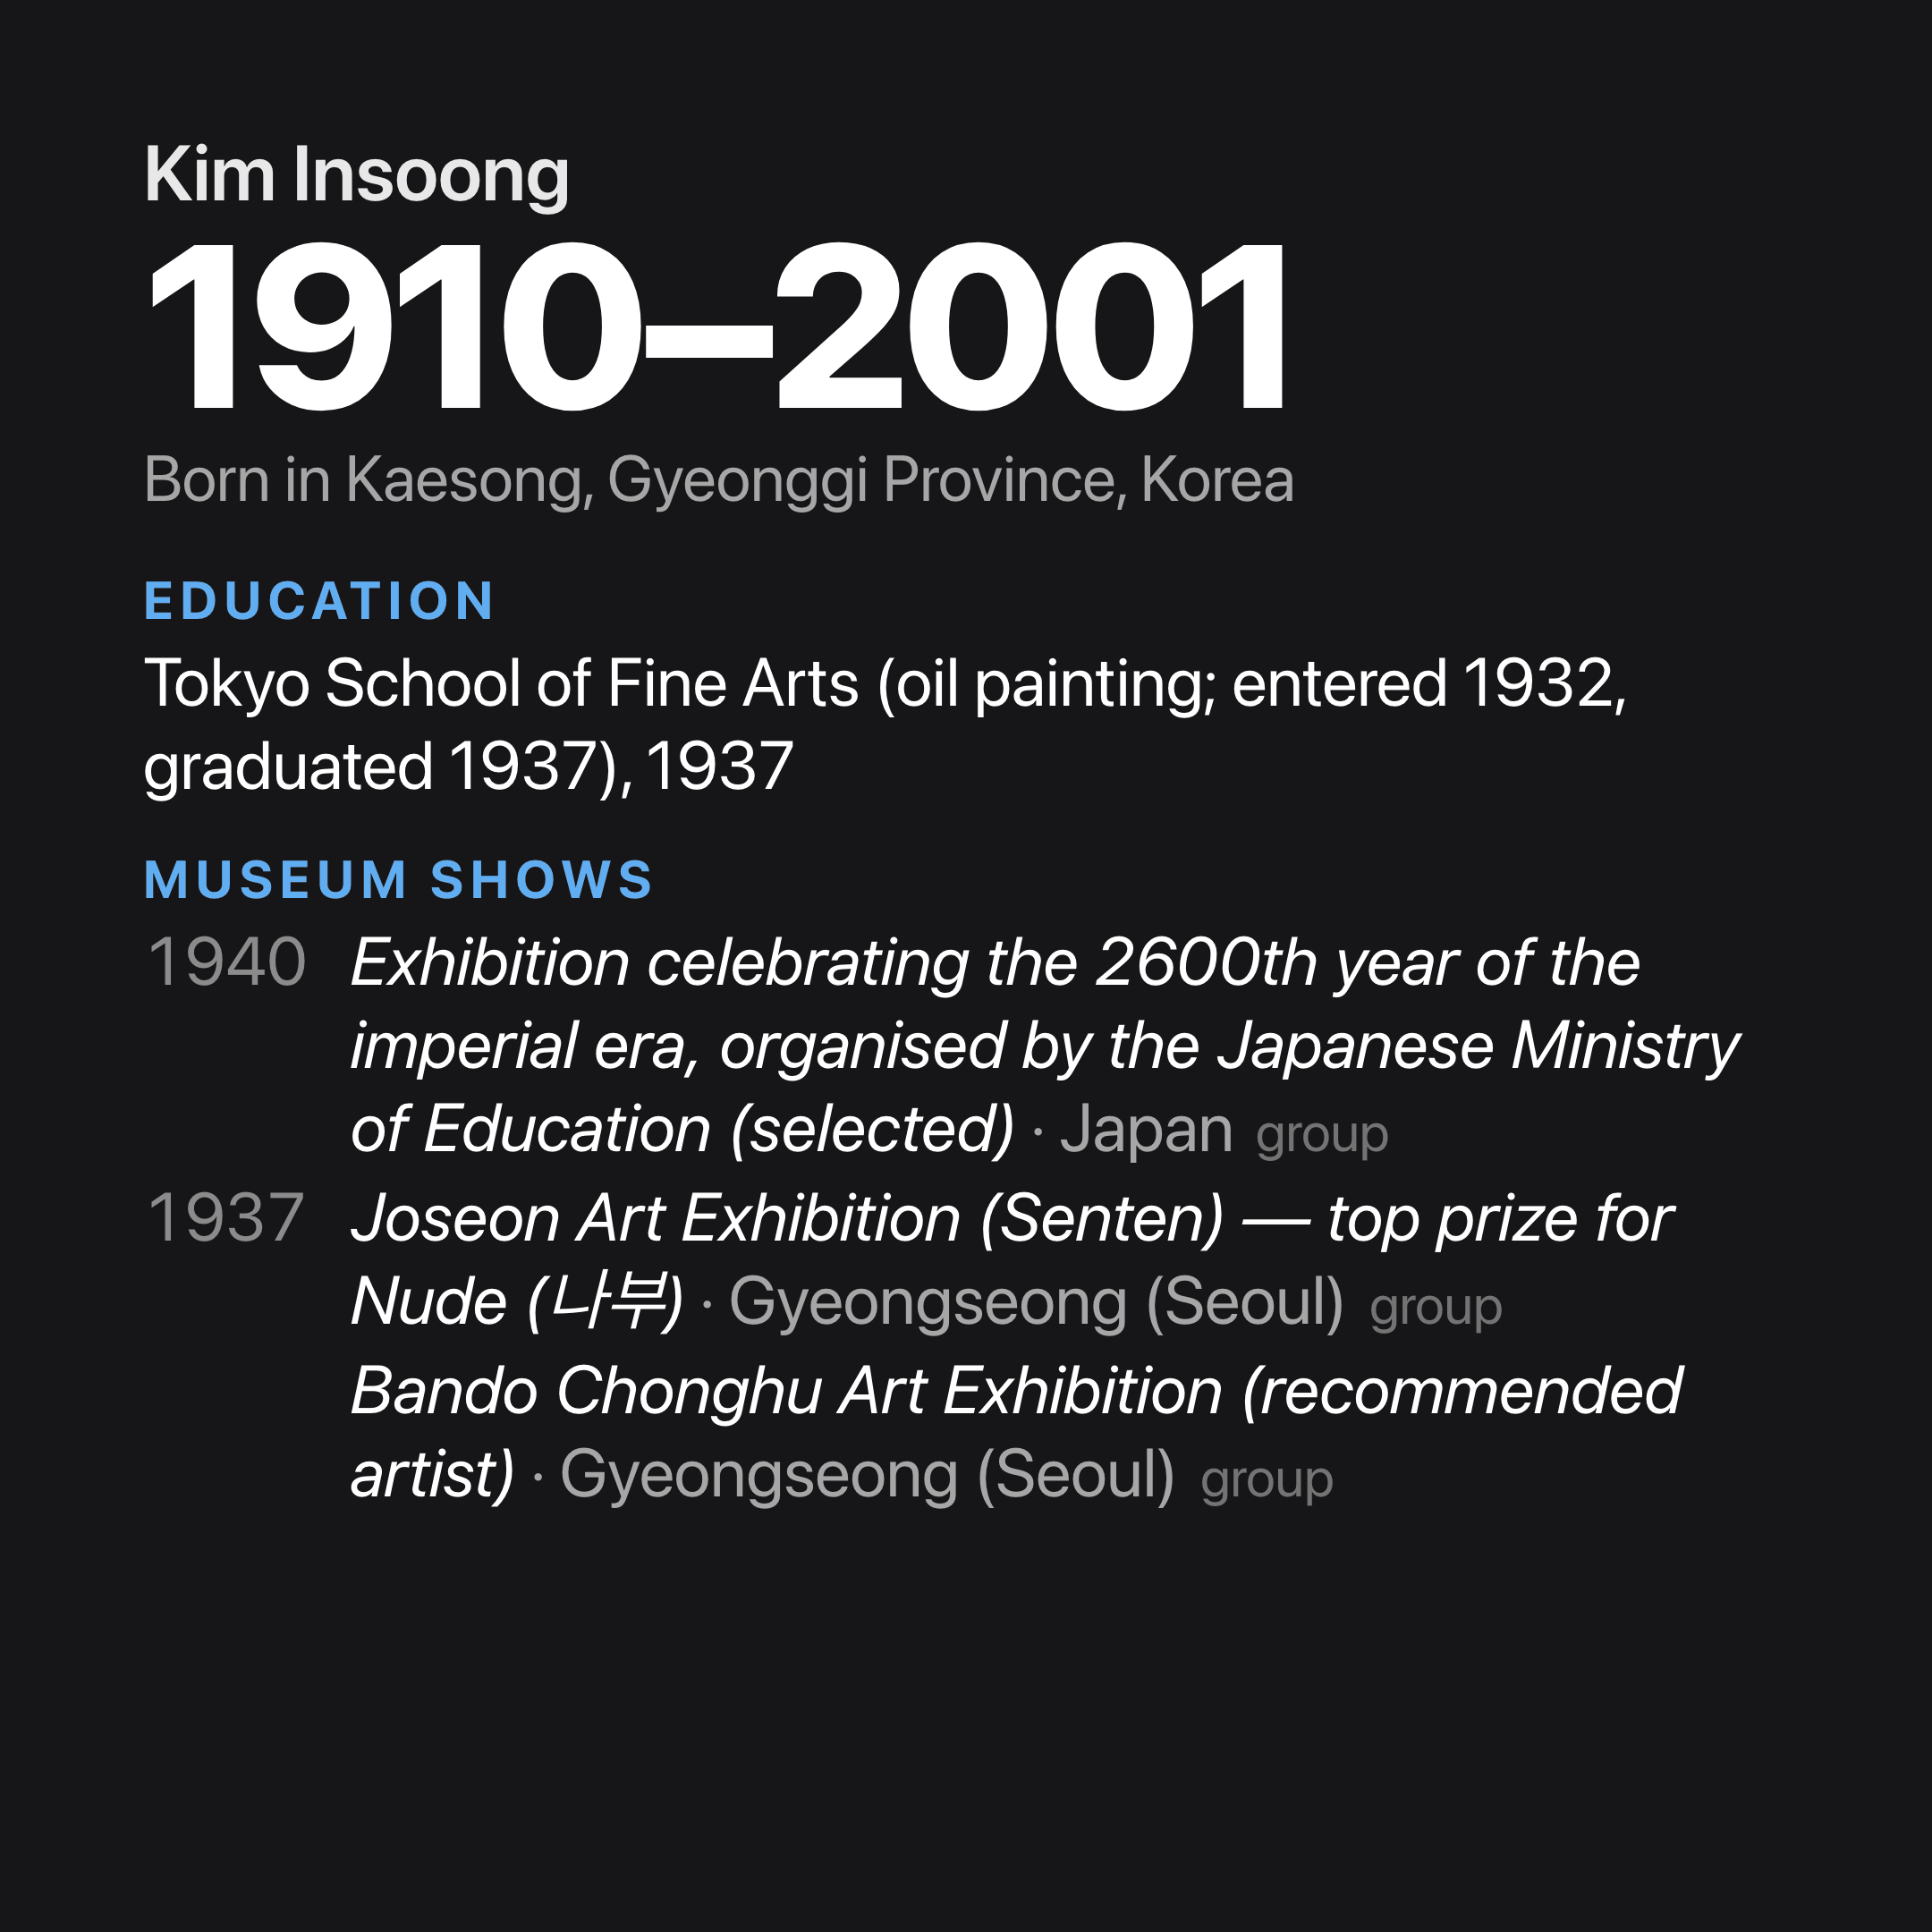 Kim Insoong
1910–2001
Born in Kaesong, Gyeonggi Province, Korea
EDUCATION
Tokyo School of Fine Arts (oil painting; entered 1932,
graduated 1937), 1937
MUSEUM SHOWS
1940 Exhibition celebrating the 2600th year of the
imperial era, organised by the Japanese Ministry
of Education (selected) · Japan group
1937 Joseon Art Exhibition (Senten) — top prize for
Nude (나부) · Gyeongseong (Seoul) group
Bando Chonghu Art Exhibition (recommended
artist) · Gyeongseong (Seoul) group